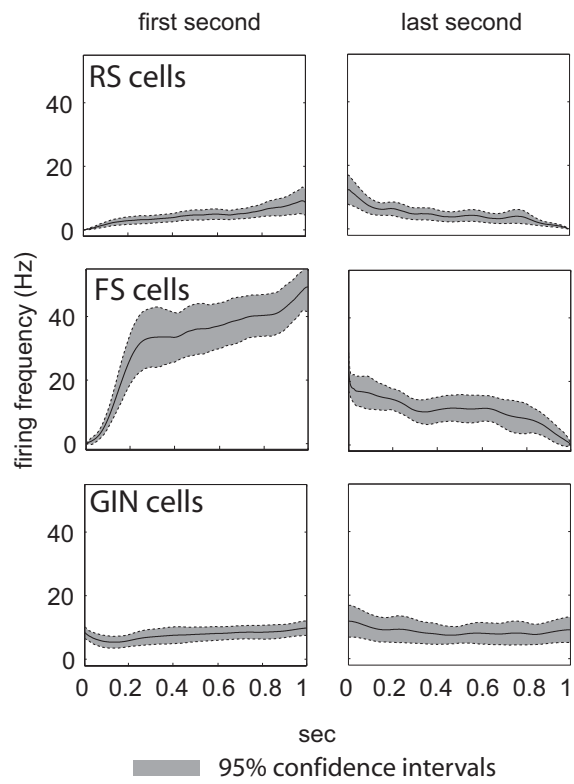 first second
last second
RS cells
40
20
0
FS cells
40
20
0
GIN cells
40
20
0
firing frequency (Hz)
0 0.2 0.4 0.6 0.8 1
0 0.2 0.4 0.6 0.8 1
sec
95% confidence intervals